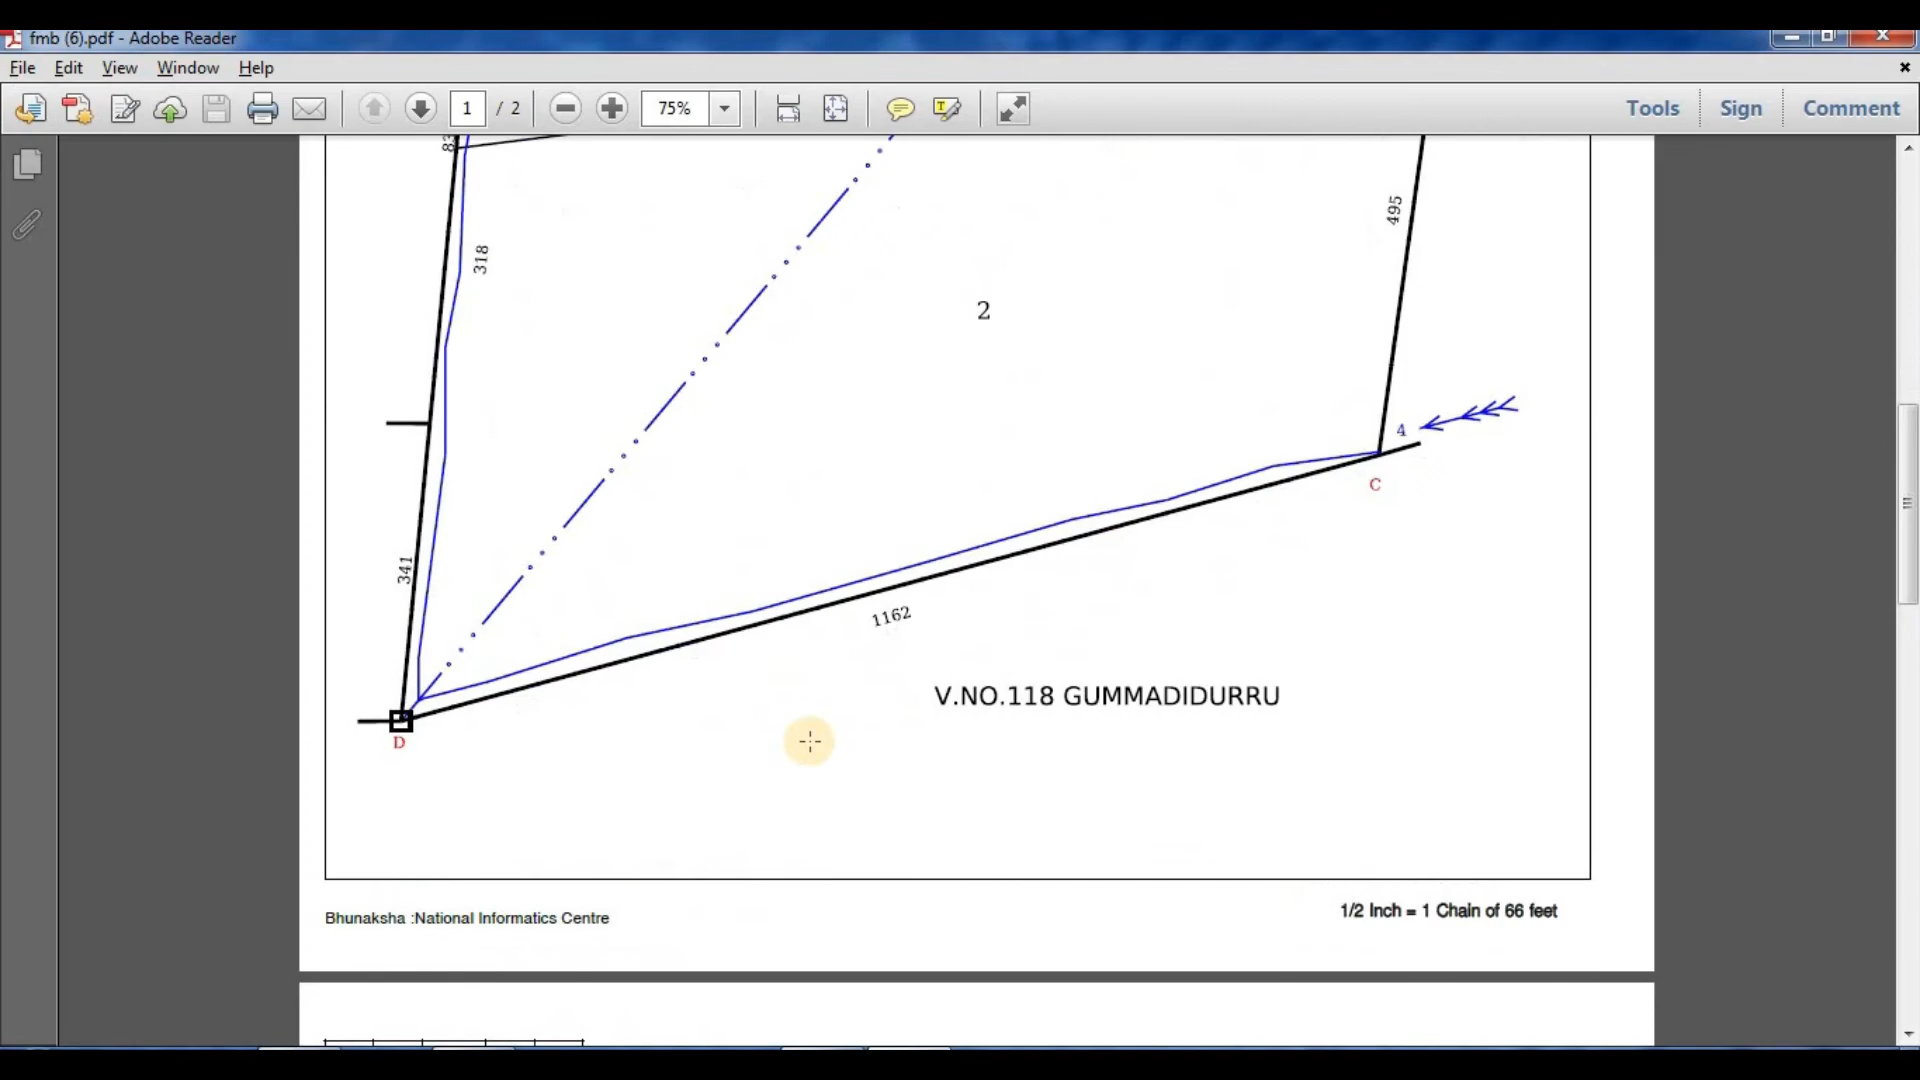 fmb (6).pdf - Adobe Reader
File Edit View Window Help
1 / 2 75% Tools Sign Comment
318
495
2
4
C
341
1162
V.NO.118 GUMMADIDURRU
D
Bhunaksha :National Informatics Centre
1/2 Inch = 1 Chain of 66 feet